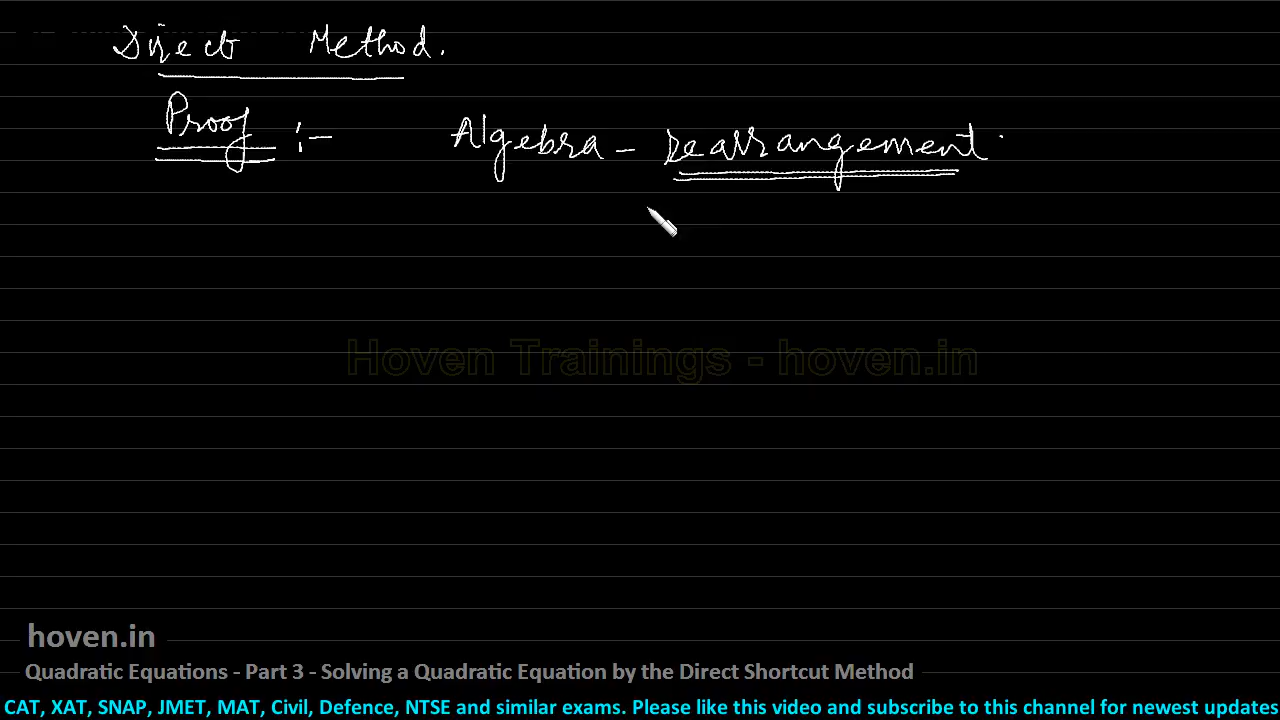 Direct Method.
Proof :- Algebra - rearrangement.
Hoven Trainings - hoven.in
hoven.in
Quadratic Equations - Part 3 - Solving a Quadratic Equation by the Direct Shortcut Method
CAT, XAT, SNAP, JMET, MAT, Civil, Defence, NTSE and similar exams. Please like this video and subscribe to this channel for newest updates